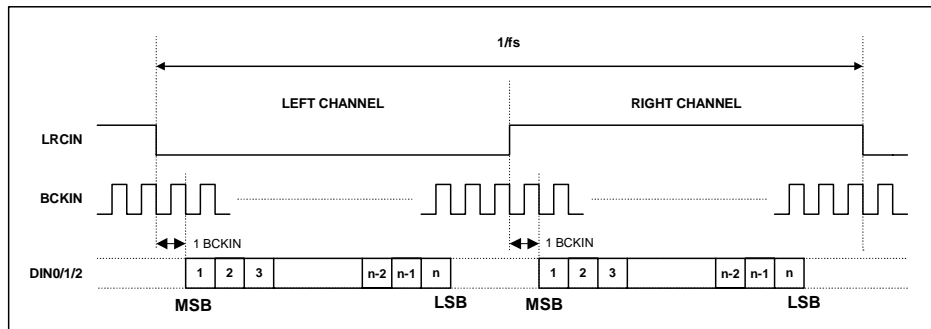 1/fs
LEFT CHANNEL RIGHT CHANNEL
LRCIN
BCKIN
1 BCKIN 1 BCKIN
DIN0/1/2 1 2 3 n-2 n-1 n 1 2 3 n-2 n-1 n
MSB LSB MSB LSB